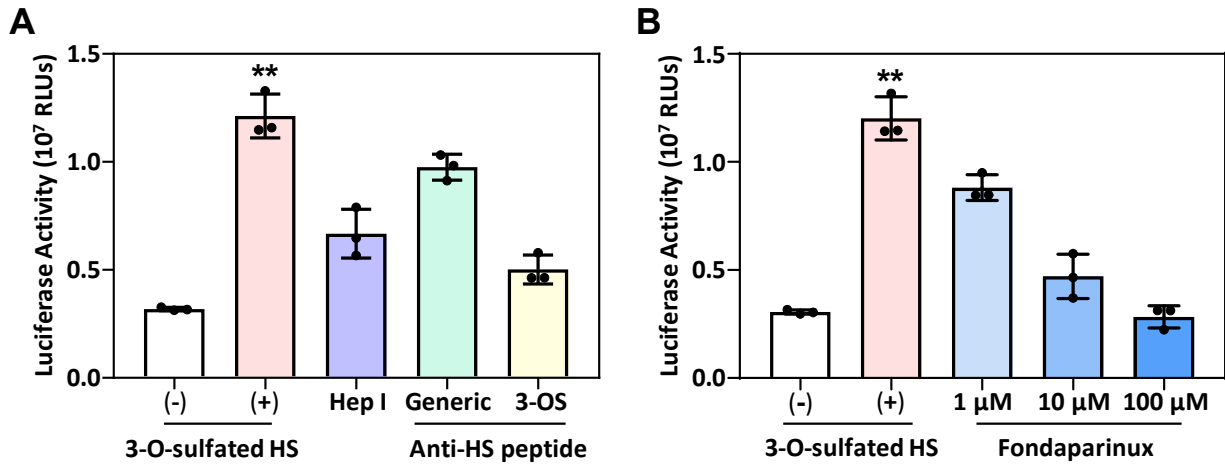 A
Luciferase Activity (10⁷ RLUs)
1.5
1.0
0.5
0.0
**
(-) (+) Hep I Generic 3-OS
3-O-sulfated HS Anti-HS peptide
B
Luciferase Activity (10⁷ RLUs)
1.5
1.0
0.5
0.0
**
(-) (+) 1 μM 10 μM 100 μM
3-O-sulfated HS Fondaparinux